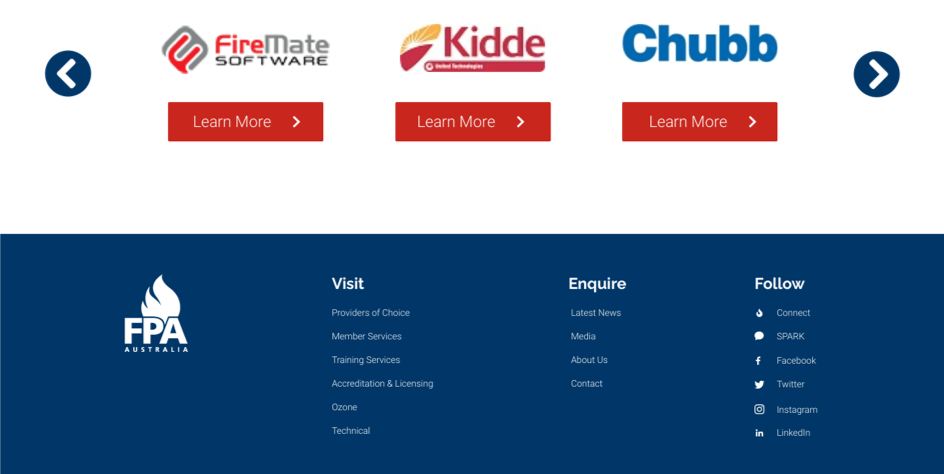 FireMate
SOFTWARE
Kidde
United Technologies
Chubb
Learn More
Learn More
Learn More
FPA
AUSTRALIA
Visit
Providers of Choice
Member Services
Training Services
Accreditation & Licensing
Ozone
Technical
Enquire
Latest News
Media
About Us
Contact
Follow
Connect
SPARK
Facebook
Twitter
Instagram
LinkedIn